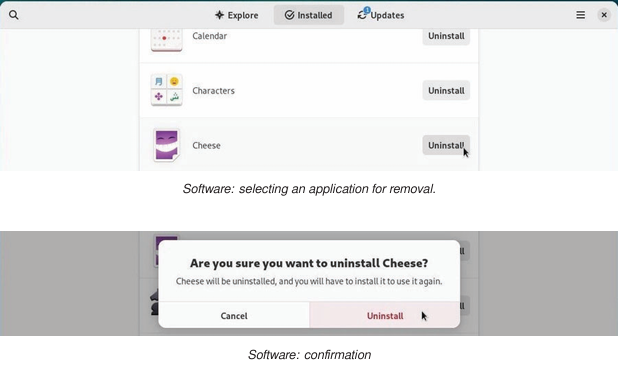 Explore Installed 1 Updates
Calendar Uninstall
Characters Uninstall
Cheese Uninstall
Software: selecting an application for removal.
Are you sure you want to uninstall Cheese?
Cheese will be uninstalled, and you will have to install it to use it again.
Cancel Uninstall
Software: confirmation